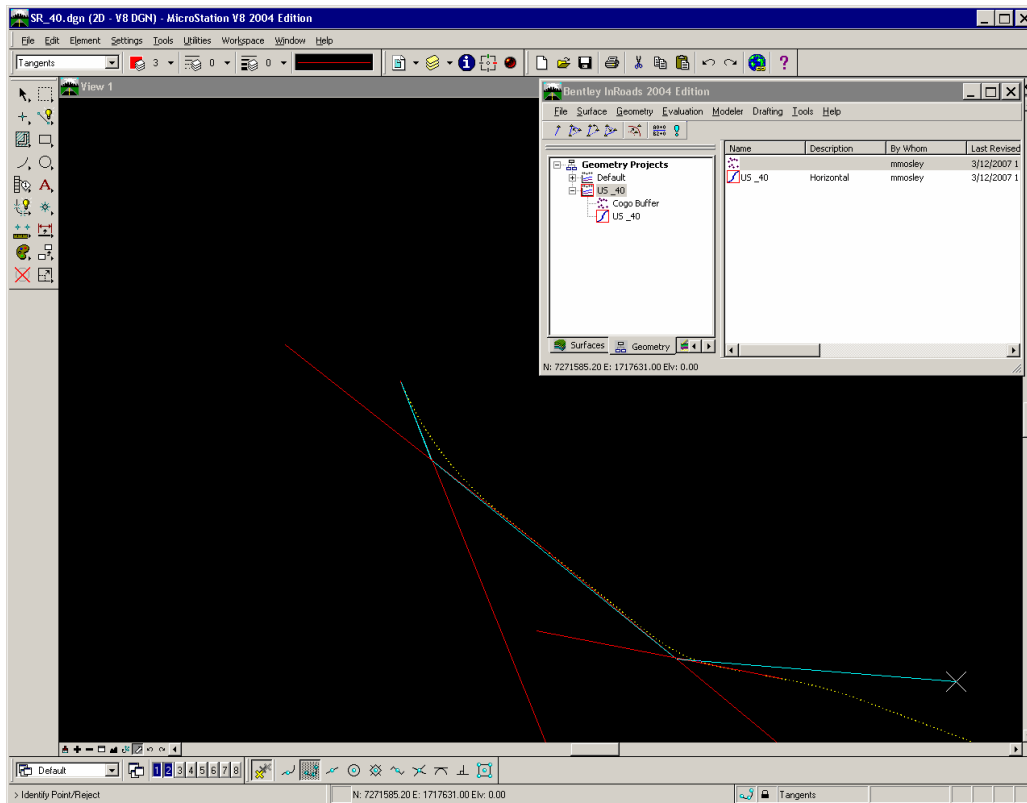 SR_40.dgn (2D - V8 DGN) - MicroStation V8 2004 Edition
File Edit Element Settings Tools Utilities Workspace Window Help
Tangents 3 0 0
View 1
Bentley InRoads 2004 Edition
File Surface Geometry Evaluation Modeler Drafting Tools Help
Geometry Projects
Default
US _40
Cogo Buffer
US _40
Surfaces Geometry
Name Description By Whom Last Revised
mmosley 3/12/2007 1
US _40 Horizontal mmosley 3/12/2007 1
N: 7271585.20 E: 1717631.00 Elv: 0.00
Default 1 2 3 4 5 6 7 8
> Identify Point/Reject N: 7271585.20 E: 1717631.00 Elv: 0.00 Tangents